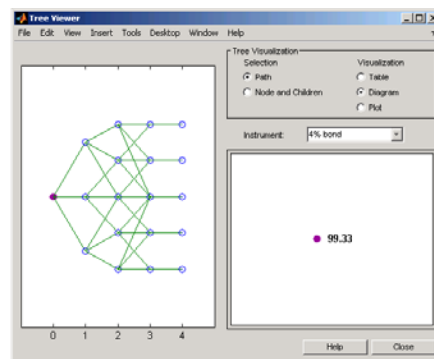 Tree Viewer
File Edit View Insert Tools Desktop Window Help
Tree Visualization
Selection
Visualization
Path
Table
Node and Children
Diagram
Plot
Instrument:
4% bond
99.33
0 1 2 3 4
Help
Close